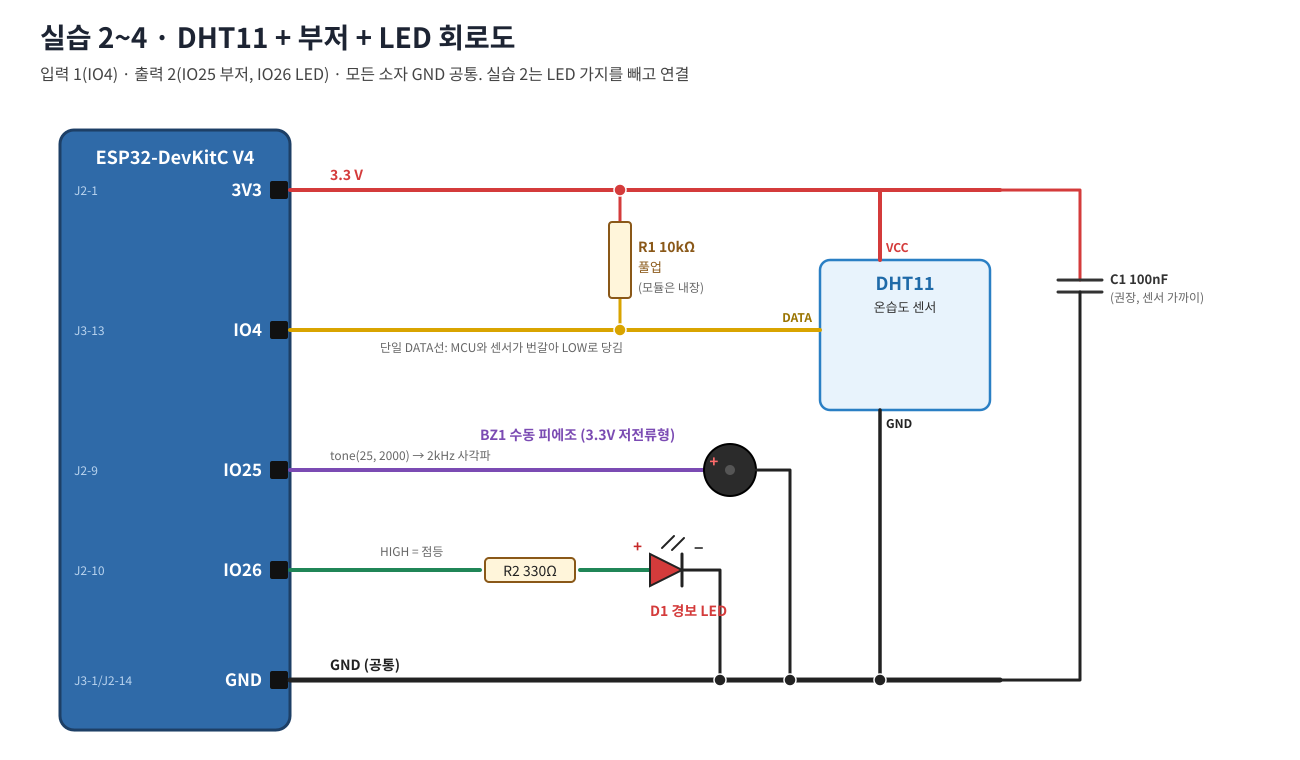 실습 2~4 · DHT11 + 부저 + LED 회로도
입력 1(IO4) · 출력 2(IO25 부저, IO26 LED) · 모든 소자 GND 공통. 실습 2는 LED 가지를 빼고 연결
ESP32-DevKitC V4
J2-1
3V3
3.3 V
R1 10kΩ
풀업
(모듈은 내장)
VCC
DHT11
온습도 센서
C1 100nF
(권장, 센서 가까이)
J3-13
IO4
DATA
단일 DATA선: MCU와 센서가 번갈아 LOW로 당김
GND
BZ1 수동 피에조 (3.3V 저전류형)
tone(25, 2000) → 2kHz 사각파
J2-9
IO25
+
HIGH = 점등
+
−
J2-10
IO26
R2 330Ω
D1 경보 LED
GND (공통)
J3-1/J2-14
GND